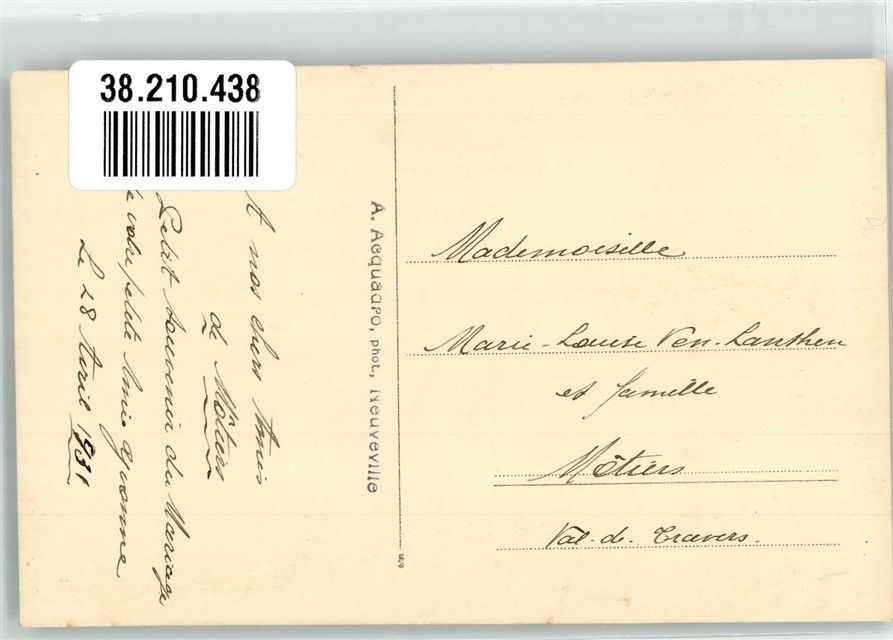 38.210.438
A nos chers Amis
de Môtiers
Petit souvenir du Mariage
de votre petite Amie Yvonne
Le 28 Avril 1931
A. Acquadro, phot., Neuveville
Mademoiselle
Marie-Louise Von-Lanthen
et famille
Môtiers
Val-de-Travers.